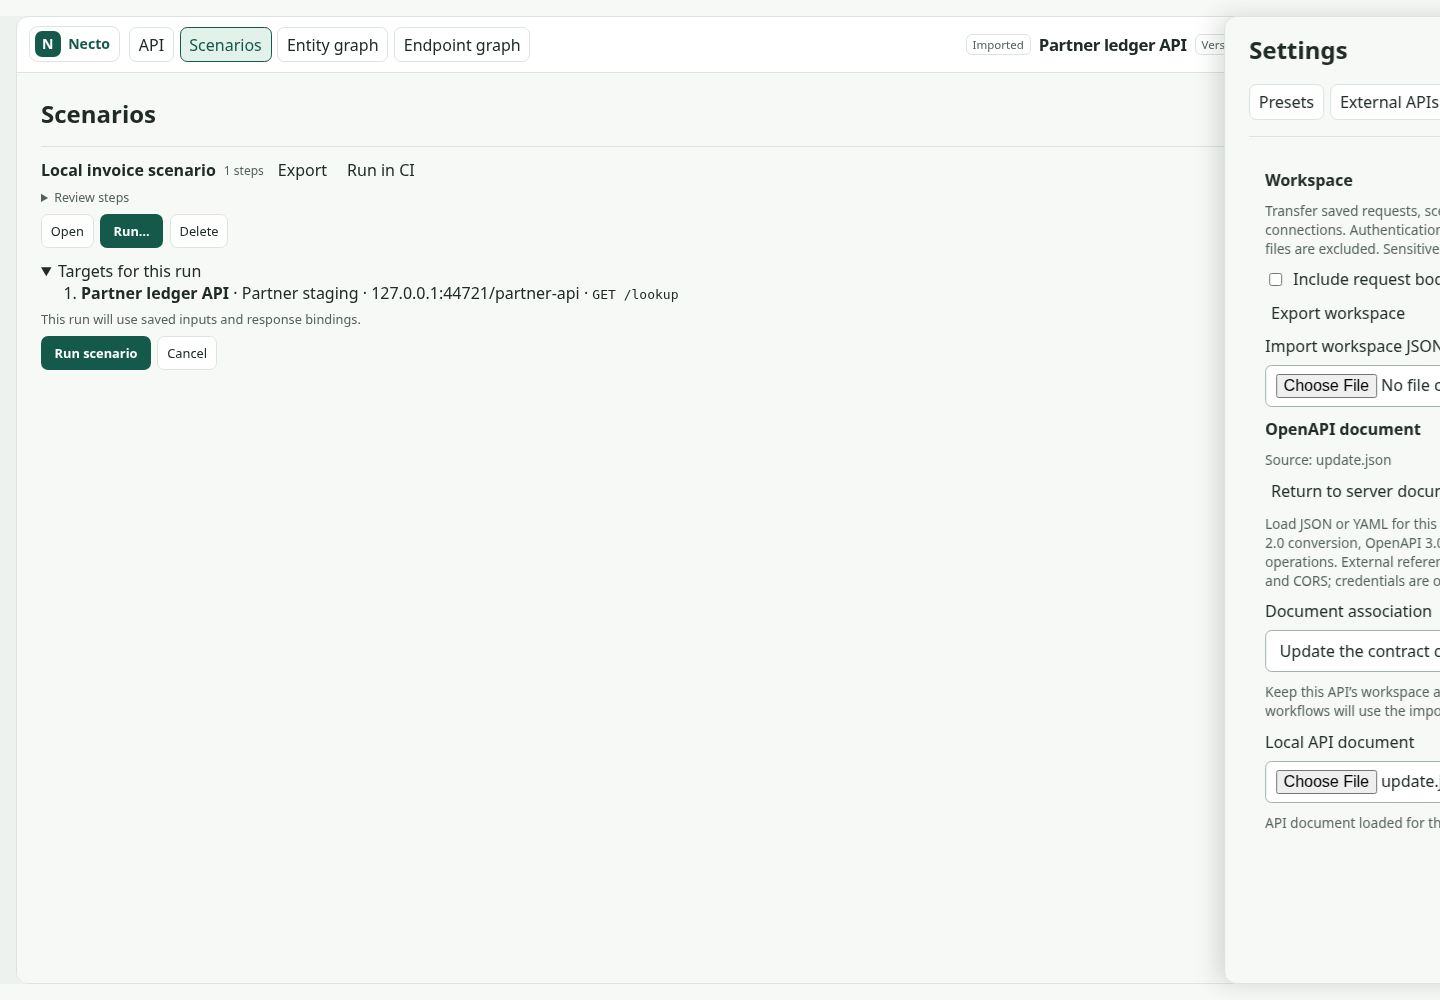 N Necto API Scenarios Entity graph Endpoint graph Imported Partner ledger API
Scenarios
Local invoice scenario 1 steps Export Run in CI
Review steps
Open Run... Delete
Targets for this run
1. Partner ledger API · Partner staging · 127.0.0.1:44721/partner-api · GET /lookup
This run will use saved inputs and response bindings.
Run scenario Cancel
Settings
Presets External APIs
Workspace
Transfer saved requests,
connections. Authentication
files are excluded. Sensitive
Include request
Export workspace
Import workspace JSON
Choose File No file
OpenAPI document
Source: update.json
Return to server
Load JSON or YAML for this
2.0 conversion, OpenAPI
operations. External
and CORS; credentials are
Document association
Update the contract
Keep this API's workspace
workflows will use the
Local API document
Choose File
API document loaded for